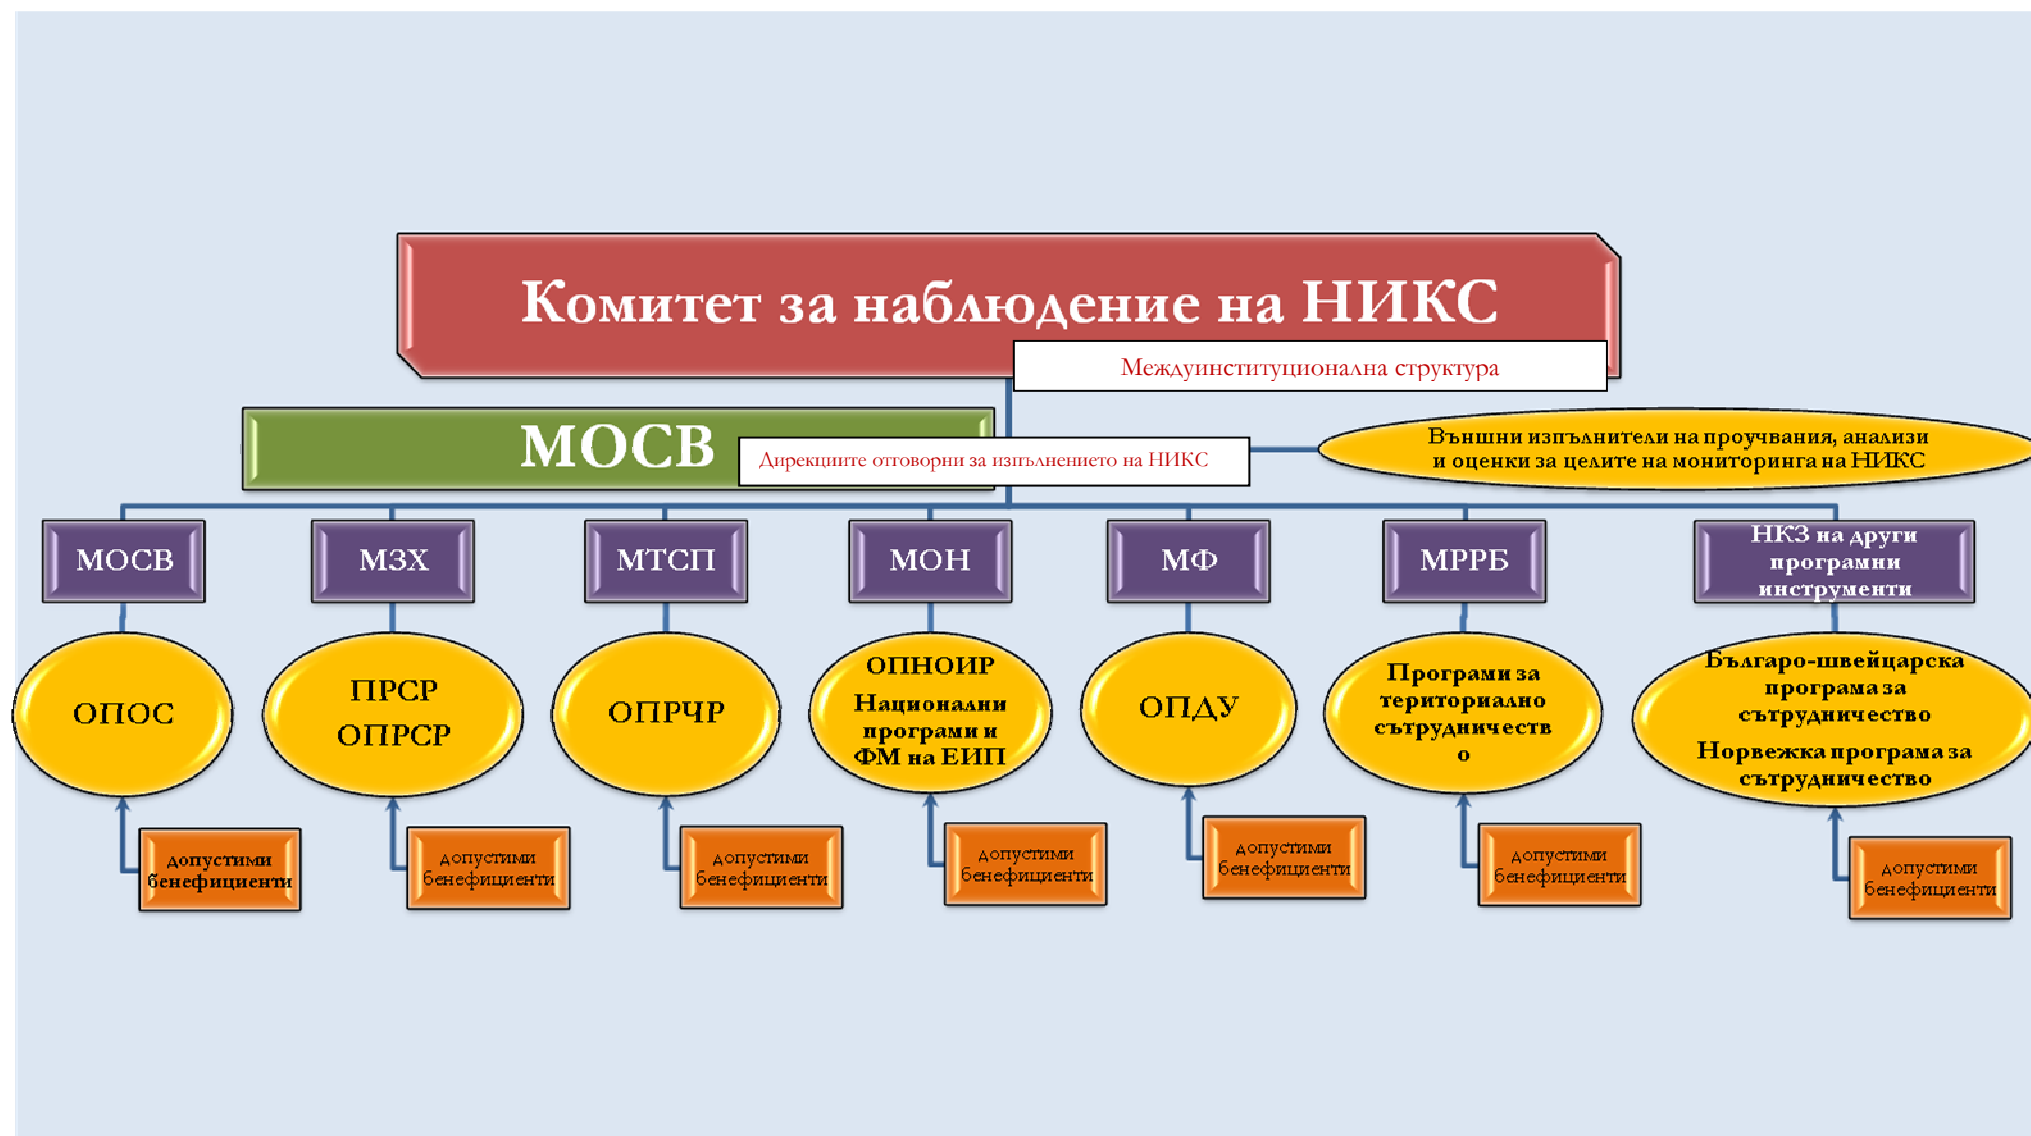 Комитет за наблюдение на НИКС
Междуинституционална структура
МОСВ
Дирекциите отговорни за изпълнението на НИКС
Външни изпълнители на проучвания, анализи
и оценки за целите на мониторинга на НИКС
МОСВ
МЗХ
МТСП
МОН
МФ
МРРБ
НКЗ на други
програмни
инструменти
ОПОС
ПРСР
ОПРСР
ОПРЧР
ОПНОИР
Национални
програми и
ФМ на ЕИП
ОПДУ
Програми за
териториално
сътрудничеств
о
Българо-швейцарска
програма за
сътрудничество
Норвежка програма за
сътрудничество
допустими
бенефициенти
допустими
бенефициенти
допустими
бенефициенти
допустими
бенефициенти
допустими
бенефициенти
допустими
бенефициенти
допустими
бенефициенти